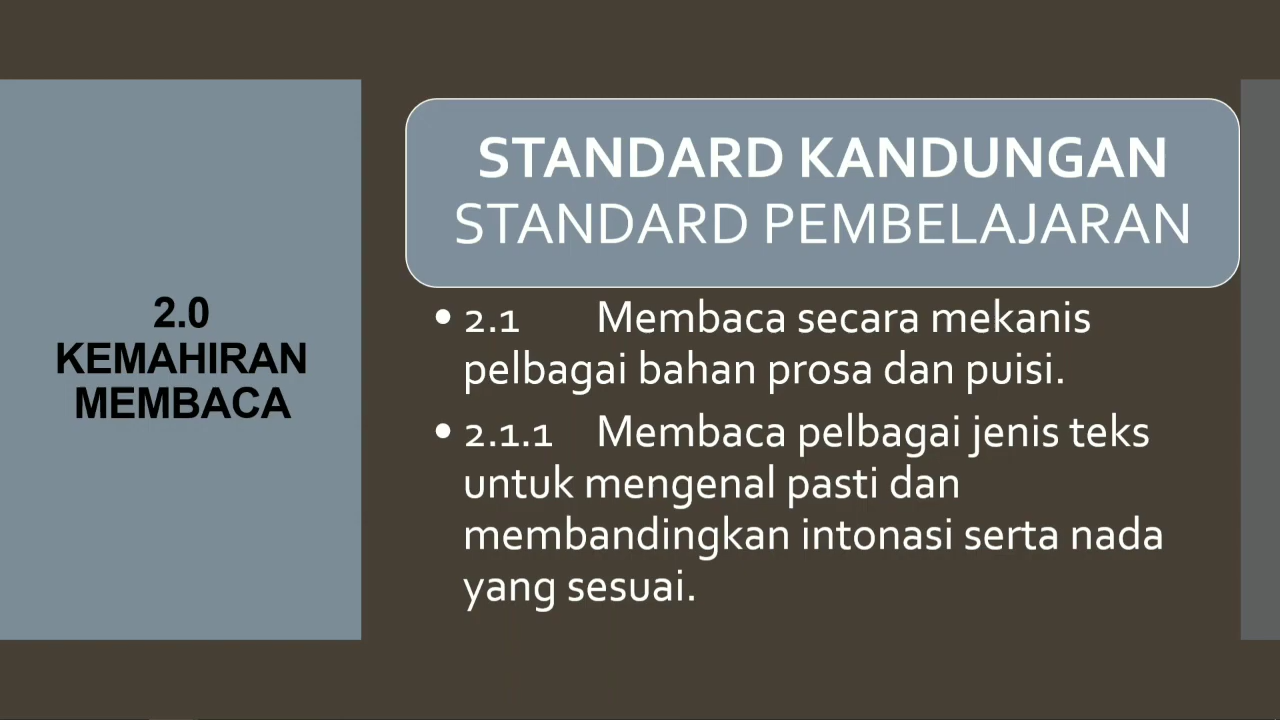 2.0
KEMAHIRAN
MEMBACA
STANDARD KANDUNGAN
STANDARD PEMBELAJARAN
• 2.1 Membaca secara mekanis
pelbagai bahan prosa dan puisi.
• 2.1.1 Membaca pelbagai jenis teks
untuk mengenal pasti dan
membandingkan intonasi serta nada
yang sesuai.